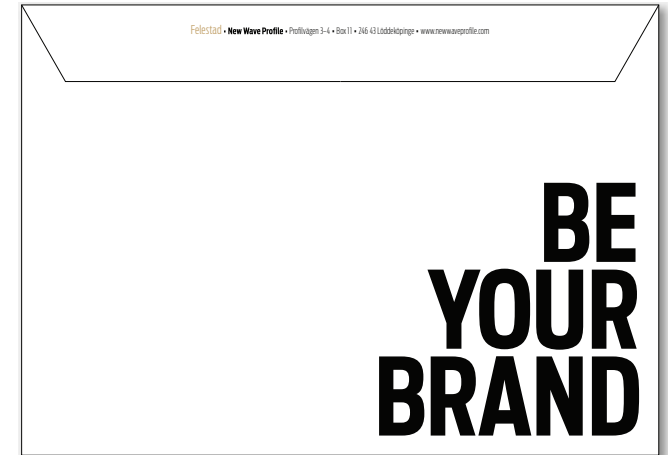 Felestad • New Wave Profile • Profilvägen 3–4 • Box 11 • 246 43 Löddeköpinge • www.newwaveprofile.com
BE
YOUR
BRAND